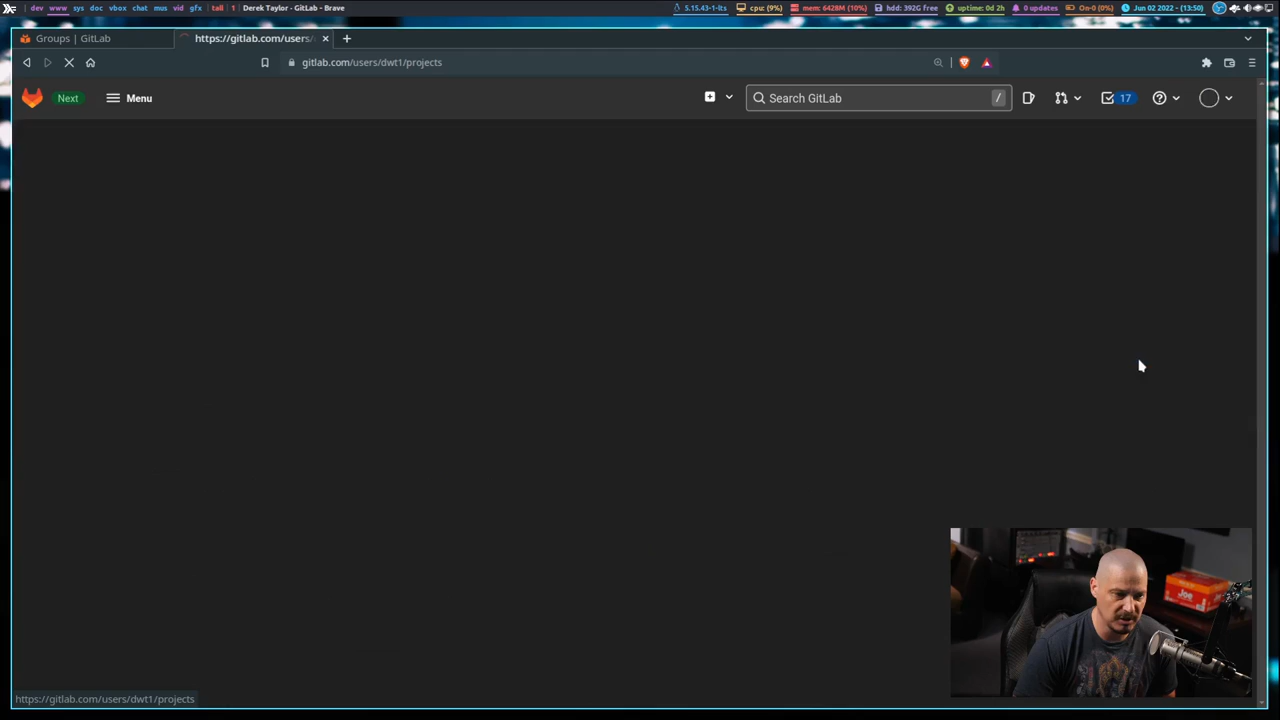 dev www sys doc vbox chat mus vid gfx | tall | 1 | Derek Taylor - GitLab - Brave
5.15.43-1-lts cpu: (9%) mem: 6428M (10%) hdd: 392G free uptime: 0d 2h 0 updates On-0 (0%) Jun 02 2022 - (13:50)
Groups | GitLab
https://gitlab.com/users/
gitlab.com/users/dwt1/projects
Next Menu Search GitLab / 17
Joe
https://gitlab.com/users/dwt1/projects